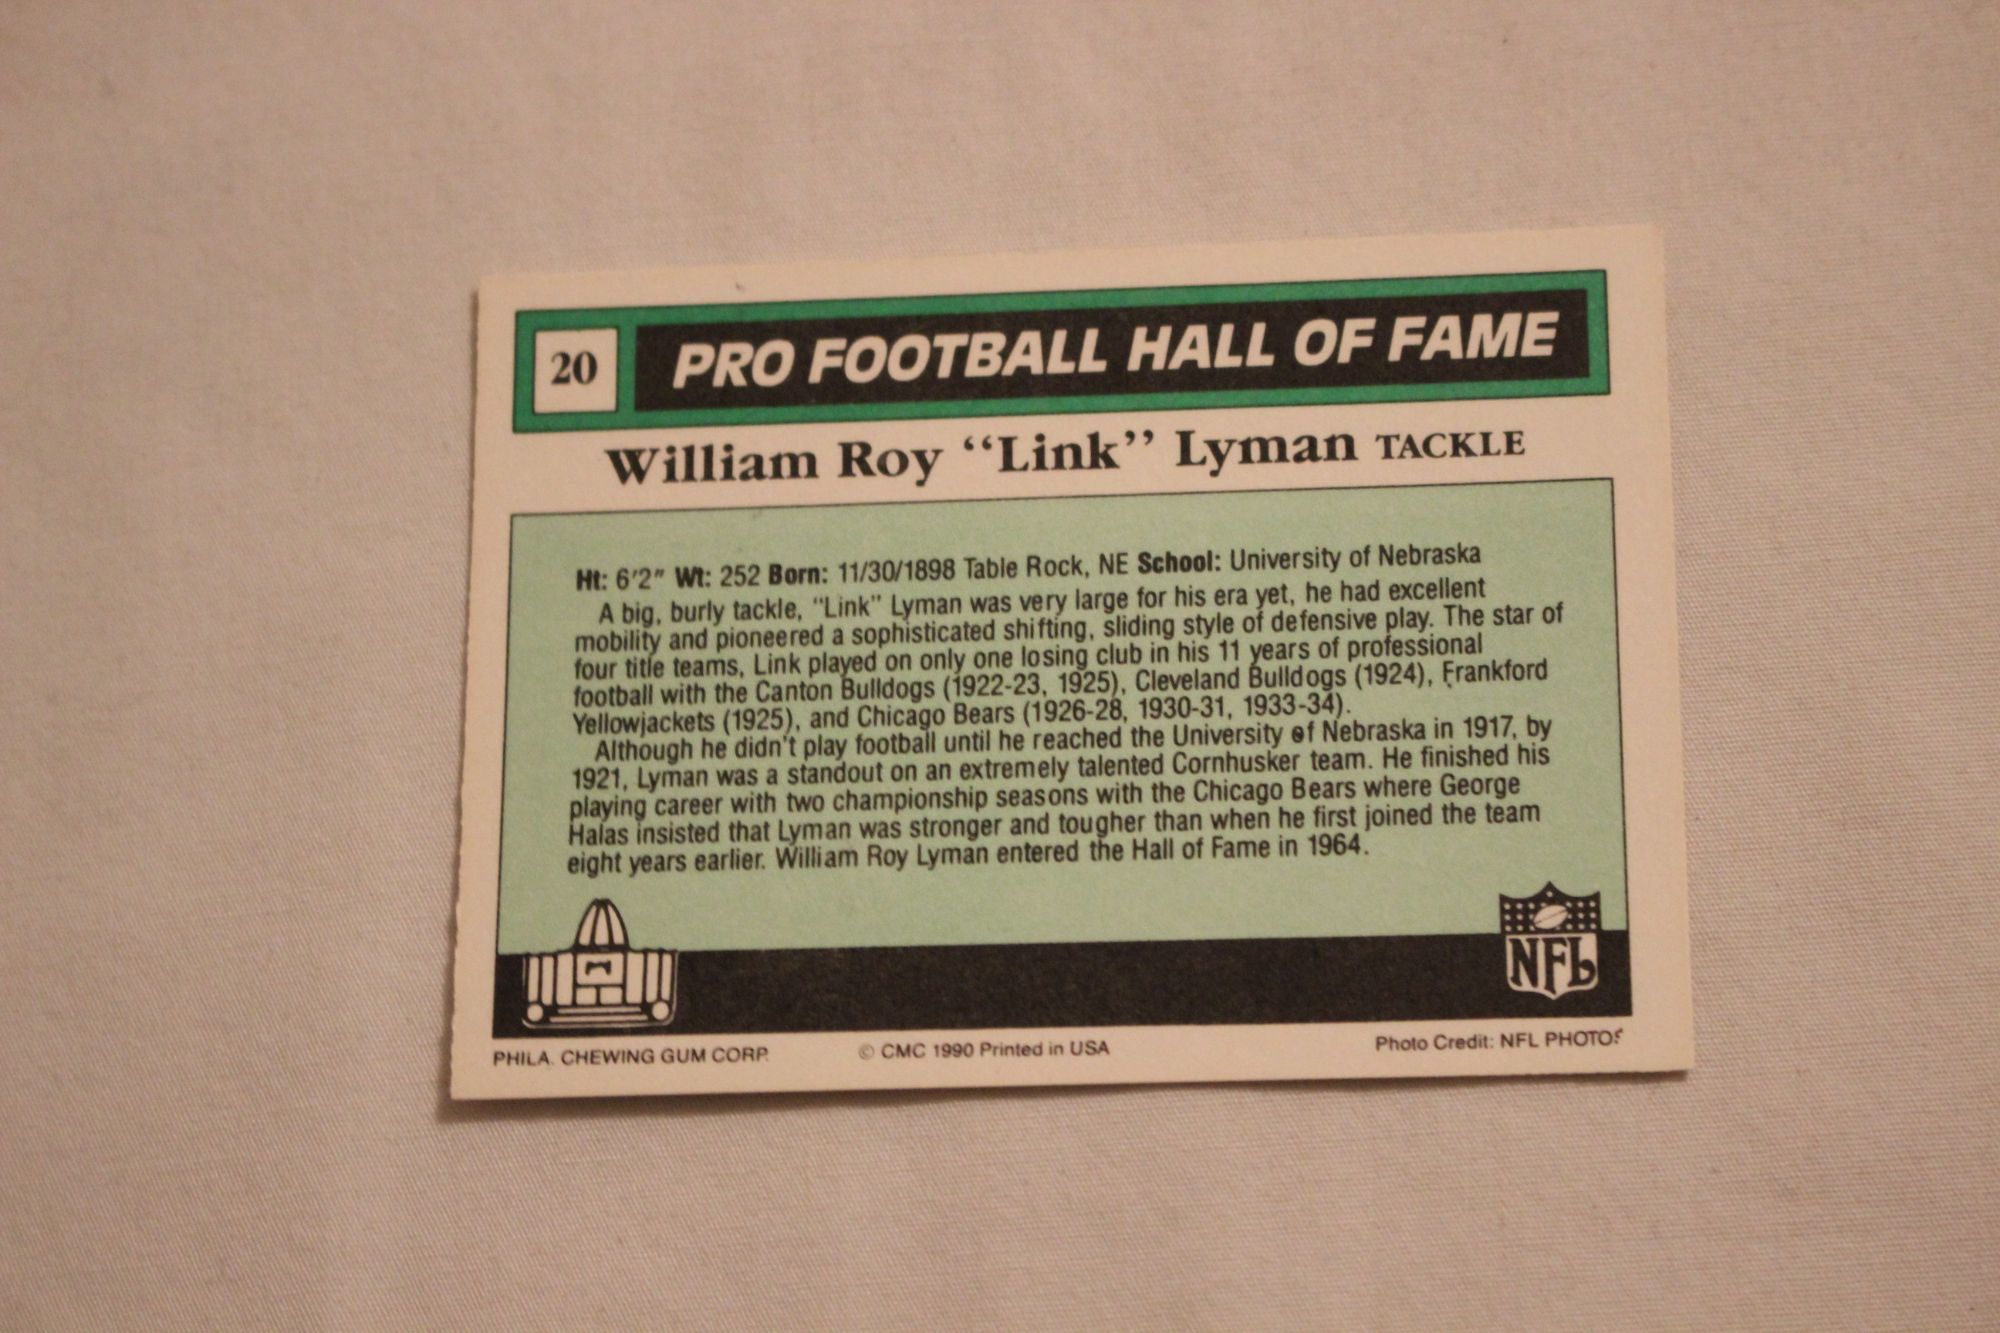 20
PRO FOOTBALL HALL OF FAME
William Roy “Link” Lyman TACKLE
Ht: 6'2" Wt: 252 Born: 11/30/1898 Table Rock, NE School: University of Nebraska
A big, burly tackle, "Link" Lyman was very large for his era yet, he had excellent
mobility and pioneered a sophisticated shifting, sliding style of defensive play. The star of
four title teams, Link played on only one losing club in his 11 years of professional
football with the Canton Bulldogs (1922-23, 1925), Cleveland Bulldogs (1924), Frankford
Yellowjackets (1925), and Chicago Bears (1926-28, 1930-31, 1933-34).
Although he didn't play football until he reached the University of Nebraska in 1917, by
1921, Lyman was a standout on an extremely talented Cornhusker team. He finished his
playing career with two championship seasons with the Chicago Bears where George
Halas insisted that Lyman was stronger and tougher than when he first joined the team
eight years earlier. William Roy Lyman entered the Hall of Fame in 1964.
NFL
PHILA. CHEWING GUM CORP.
© CMC 1990 Printed in USA
Photo Credit: NFL PHOTOS